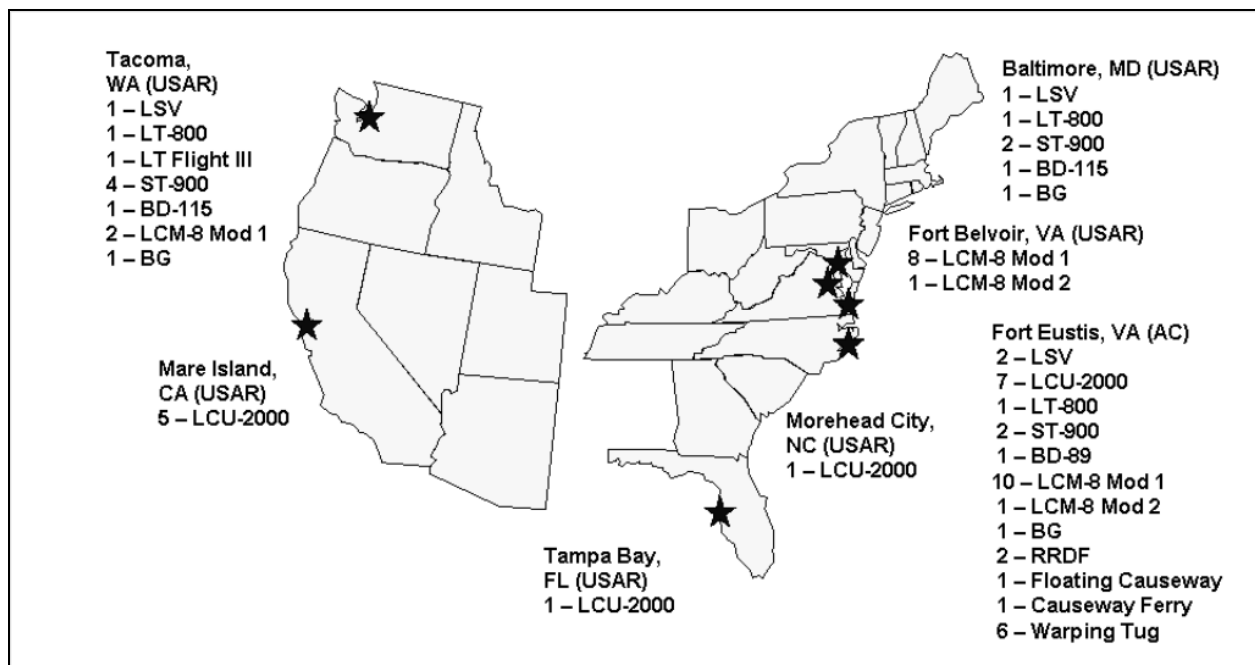 Tacoma,
WA (USAR)
1 – LSV
1 – LT-800
1 – LT Flight III
4 – ST-900
1 – BD-115
2 – LCM-8 Mod 1
1 – BG
Mare Island,
CA (USAR)
5 – LCU-2000
Baltimore, MD (USAR)
1 – LSV
1 – LT-800
2 – ST-900
1 – BD-115
1 – BG
Fort Belvoir, VA (USAR)
8 – LCM-8 Mod 1
1 – LCM-8 Mod 2
Fort Eustis, VA (AC)
2 – LSV
7 – LCU-2000
1 – LT-800
2 – ST-900
1 – BD-89
10 – LCM-8 Mod 1
1 – LCM-8 Mod 2
1 – BG
2 – RRDF
1 – Floating Causeway
1 – Causeway Ferry
6 – Warping Tug
Morehead City,
NC (USAR)
1 – LCU-2000
Tampa Bay,
FL (USAR)
1 – LCU-2000